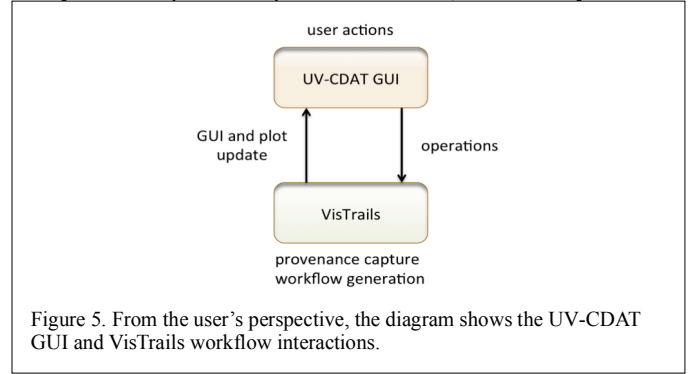 user actions
UV-CDAT GUI
GUI and plot
update
operations
VisTrails
provenance capture
workflow generation
Figure 5. From the user’s perspective, the diagram shows the UV-CDAT
GUI and VisTrails workflow interactions.